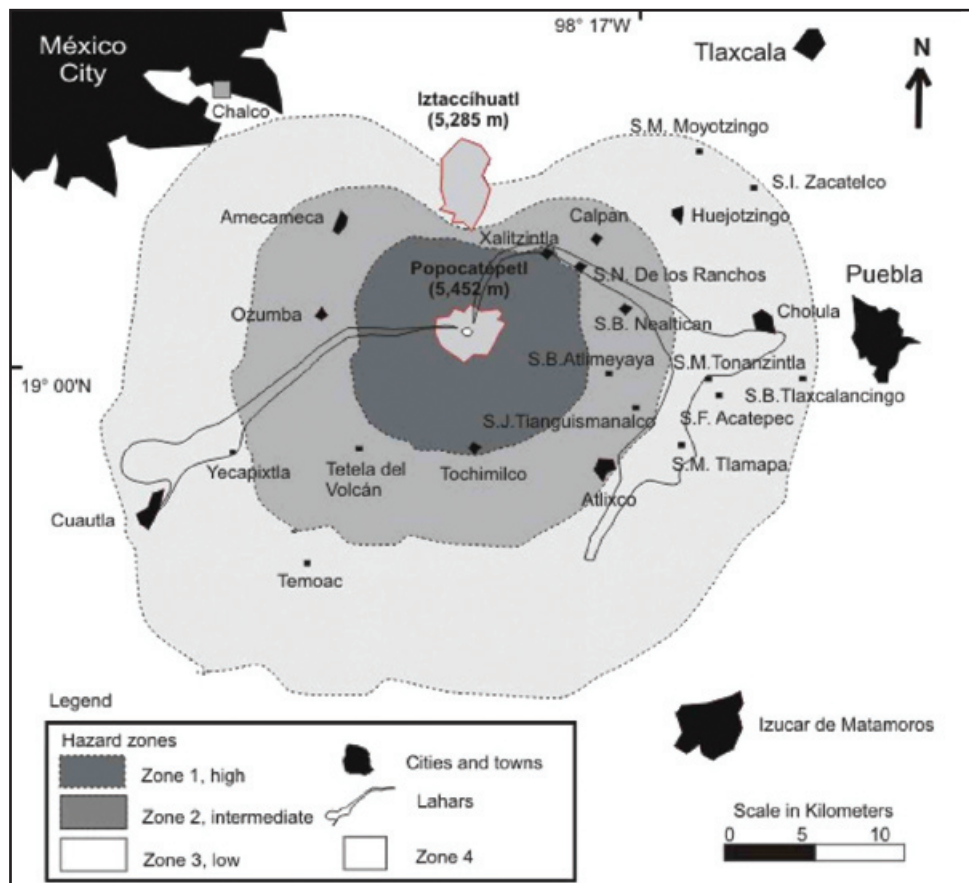 98° 17'W
México
City
Tlaxcala
N
Chalco
Iztaccíhuatl
(5,285 m)
S.M. Moyotzingo
S.I. Zacatelco
Amecameca
Calpan
Huejotzingo
Xalitzintla
Popocatépetl
(5,452 m)
S.N. De los Ranchos
Puebla
Ozumba
S.B. Nealtican
Cholula
S.B.Atlimeyaya
S.M.Tonanzintla
19° 00'N
S.B.Tlaxcalancingo
S.J.Tianguismanalco
S.F. Acatepec
Yecapixtla
Tetela del
Volcán
Tochimilco
S.M. Tlamapa
Atlixco
Cuautla
Temoac
Legend
Hazard zones
Zone 1, high
Zone 2, intermediate
Zone 3, low
Cities and towns
Lahars
Zone 4
Izucar de Matamoros
Scale in Kilometers
0 5 10